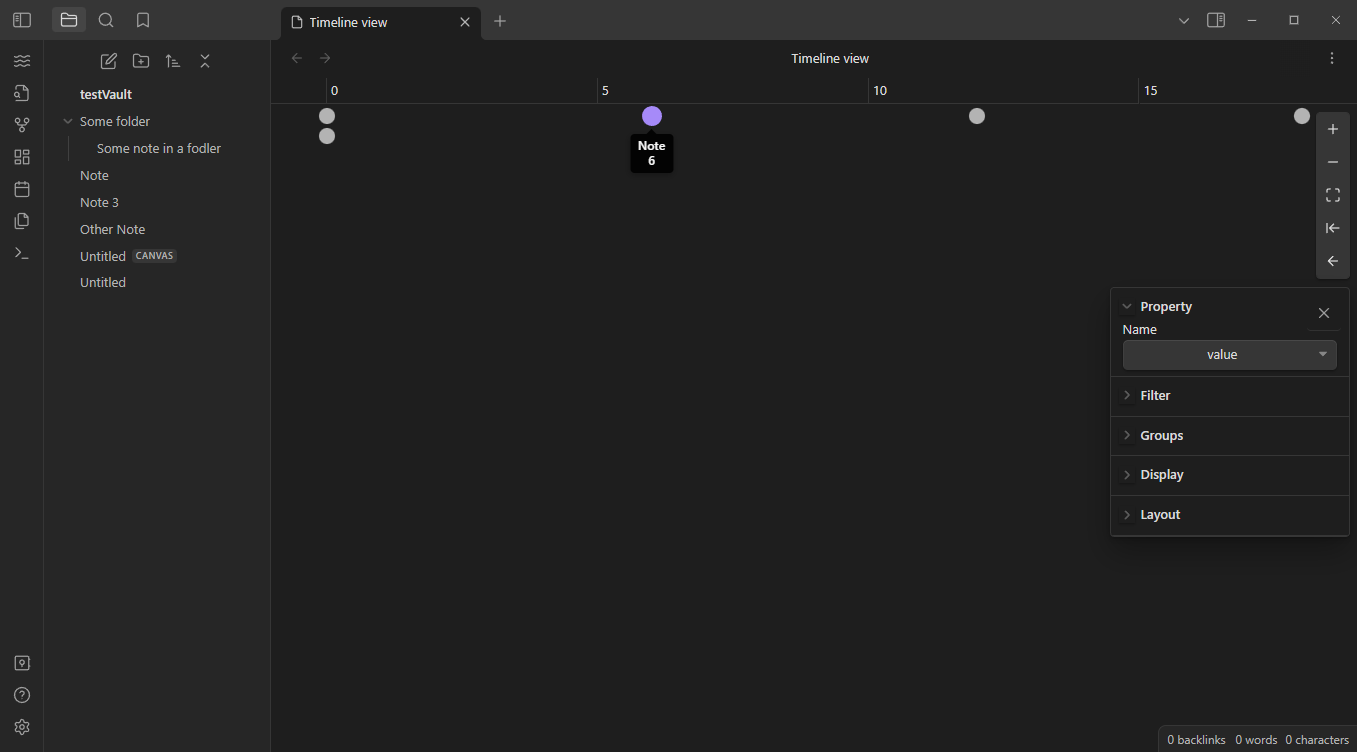 Timeline view
Timeline view
testVault
Some folder
Some note in a fodler
Note
Note 3
Other Note
Untitled CANVAS
Untitled
0 5 10 15
Note
6
Property
Name
value
Filter
Groups
Display
Layout
0 backlinks 0 words 0 characters